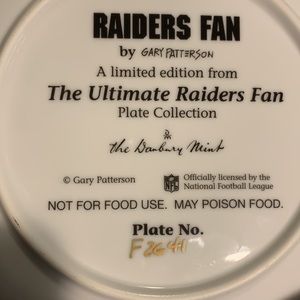 RAIDERS FAN
by GARY PATTERSON
A limited edition from
The Ultimate Raiders Fan
Plate Collection
The Danbury Mint
© Gary Patterson
Officially licensed by the
National Football League
NOT FOR FOOD USE. MAY POISON FOOD.
Plate No.
F2641